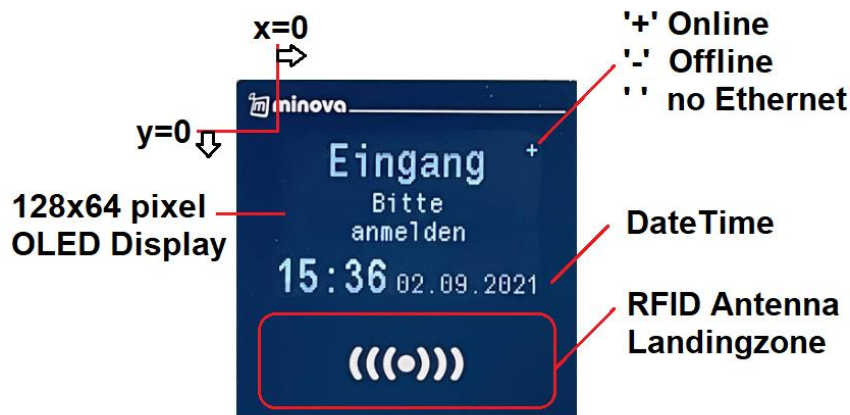 x=0
'+' Online
'-' Offline
' ' no Ethernet
minova
y=0
Eingang +
128x64 pixel
OLED Display
Bitte
anmelden
DateTime
15:36 02.09.2021
RFID Antenna
Landingzone